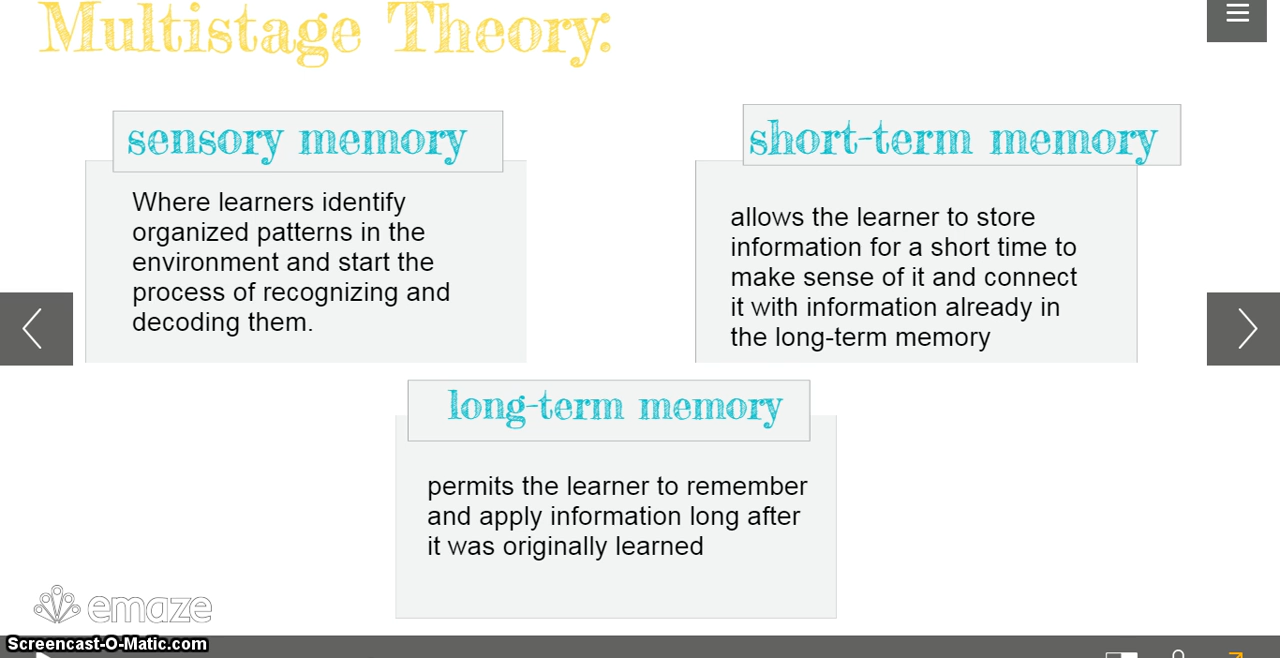 Multistage Theory:
sensory memory
Where learners identify
organized patterns in the
environment and start the
process of recognizing and
decoding them.
short-term memory
allows the learner to store
information for a short time to
make sense of it and connect
it with information already in
the long-term memory
long-term memory
permits the learner to remember
and apply information long after
it was originally learned
emaze
Screencast-O-Matic.com